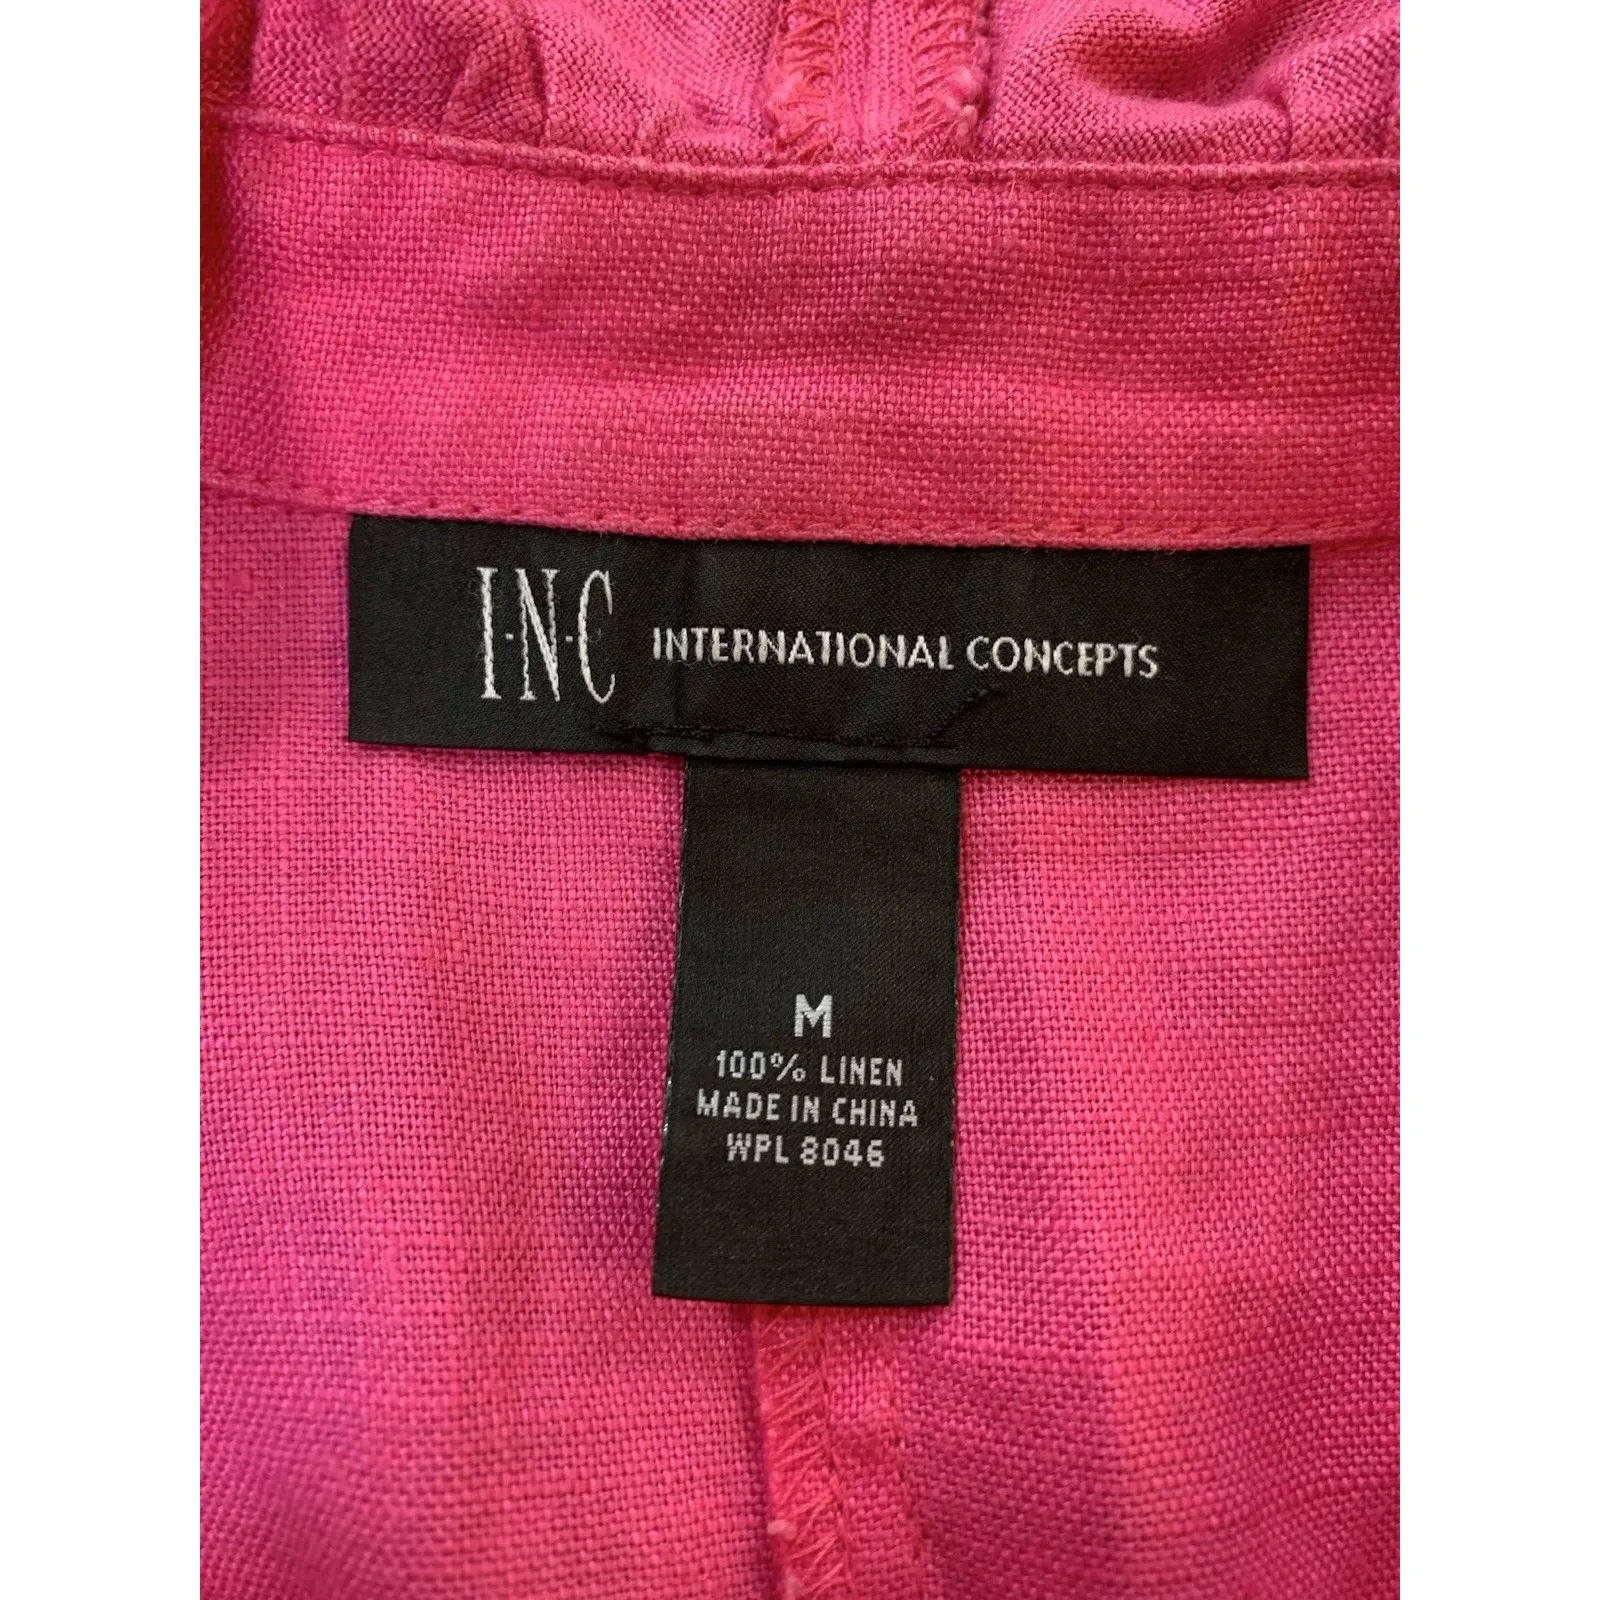 I·N·C INTERNATIONAL CONCEPTS
M
100% LINEN
MADE IN CHINA
WPL 8046